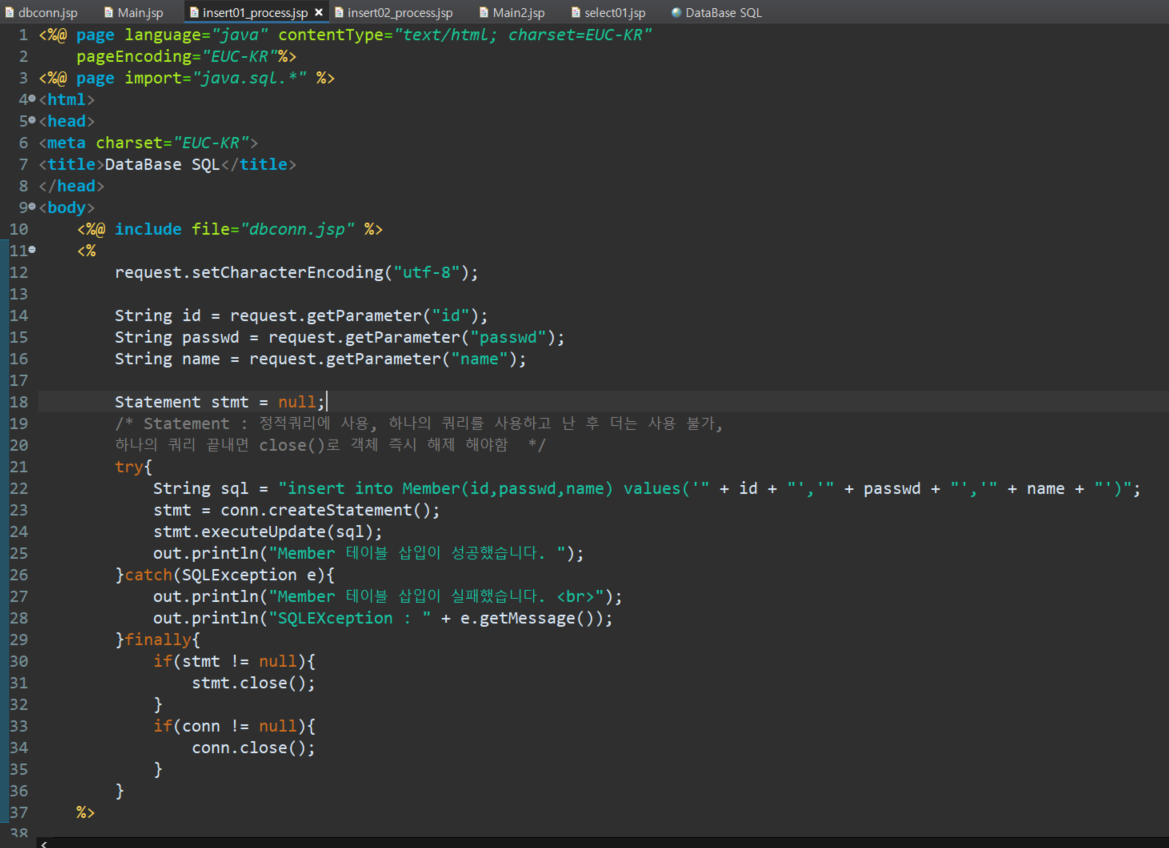 dbconn.jsp Main.jsp insert01_process.jsp insert02_process.jsp Main2.jsp select01.jsp DataBase SQL
1 <%@ page language="java" contentType="text/html; charset=EUC-KR"
2 pageEncoding="EUC-KR"%>
3 <%@ page import="java.sql.*" %>
4 <html>
5 <head>
6 <meta charset="EUC-KR">
7 <title>DataBase SQL</title>
8 </head>
9 <body>
10 <%@ include file="dbconn.jsp" %>
11 <%
12 request.setCharacterEncoding("utf-8");
13
14 String id = request.getParameter("id");
15 String passwd = request.getParameter("passwd");
16 String name = request.getParameter("name");
17
18 Statement stmt = null;
19 /* Statement : 정적쿼리에 사용, 하나의 쿼리를 사용하고 난 후 더는 사용 불가,
20 하나의 쿼리 끝내면 close()로 객체 즉시 해제 해야함 */
21 try{
22 String sql = "insert into Member(id,passwd,name) values('" + id + "','" + passwd + "','" + name + "')";
23 stmt = conn.createStatement();
24 stmt.executeUpdate(sql);
25 out.println("Member 테이블 삽입이 성공했습니다. ");
26 }catch(SQLException e){
27 out.println("Member 테이블 삽입이 실패했습니다. <br>");
28 out.println("SQLEXception : " + e.getMessage());
29 }finally{
30 if(stmt != null){
31 stmt.close();
32 }
33 if(conn != null){
34 conn.close();
35 }
36 }
37 %>
38